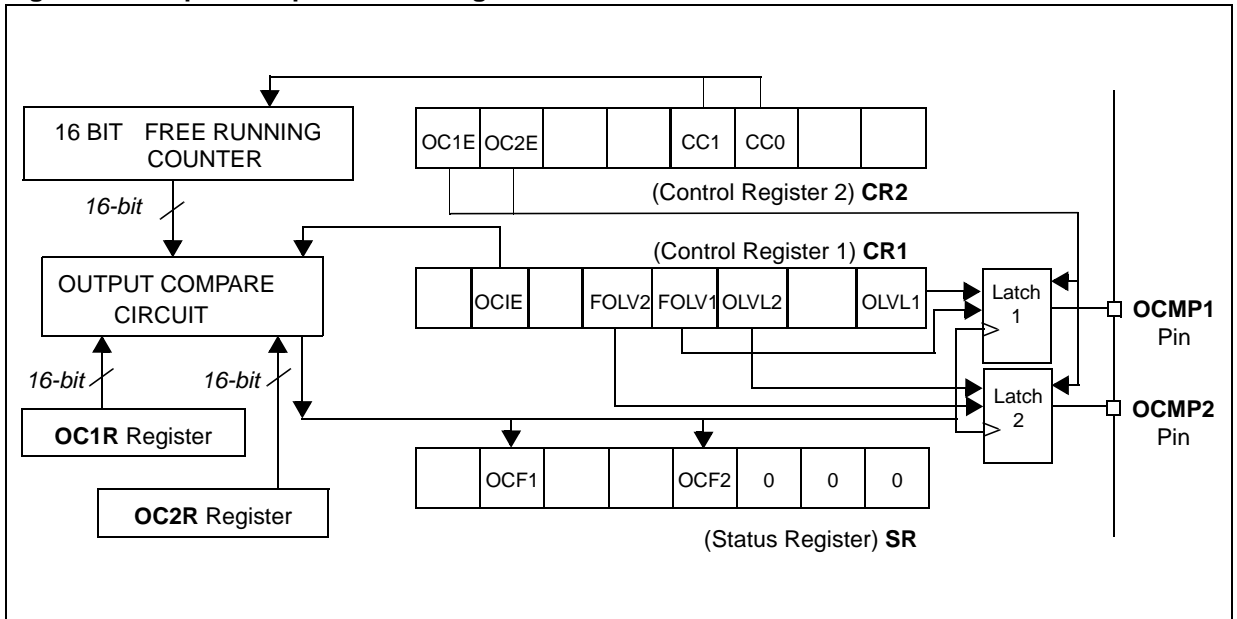 16 BIT FREE RUNNING
COUNTER
16-bit
OC1E OC2E CC1 CC0
(Control Register 2) CR2
(Control Register 1) CR1
OUTPUT COMPARE
CIRCUIT
OCIE FOLV2 FOLV1 OLVL2 OLVL1
Latch
1
OCMP1
Pin
16-bit
16-bit
Latch
2
OCMP2
Pin
OC1R Register
OCF1 OCF2 0 0 0
OC2R Register
(Status Register) SR